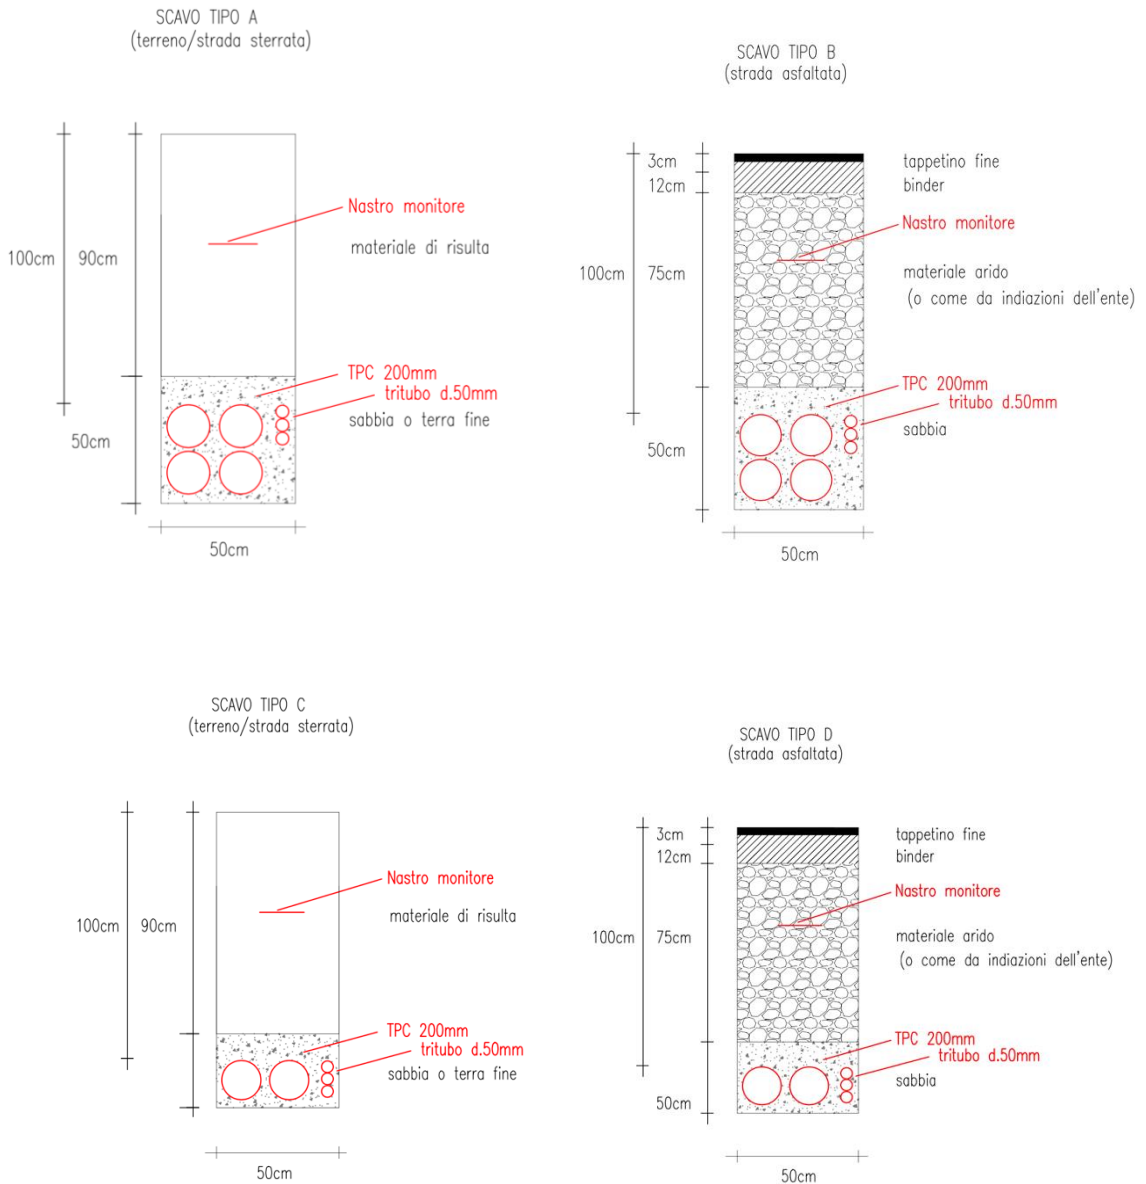 SCAVO TIPO A
(terreno/strada sterrata)
100cm
90cm
50cm
Nastro monitore
materiale di risulta
TPC 200mm
tritubo d.50mm
sabbia o terra fine
50cm
SCAVO TIPO B
(strada asfaltata)
3cm
12cm
100cm
75cm
50cm
tappetino fine
binder
Nastro monitore
materiale arido
(o come da indiazioni dell'ente)
TPC 200mm
tritubo d.50mm
sabbia
50cm
SCAVO TIPO C
(terreno/strada sterrata)
100cm
90cm
Nastro monitore
materiale di risulta
TPC 200mm
tritubo d.50mm
sabbia o terra fine
50cm
SCAVO TIPO D
(strada asfaltata)
3cm
12cm
100cm
75cm
50cm
tappetino fine
binder
Nastro monitore
materiale arido
(o come da indiazioni dell'ente)
TPC 200mm
tritubo d.50mm
sabbia
50cm